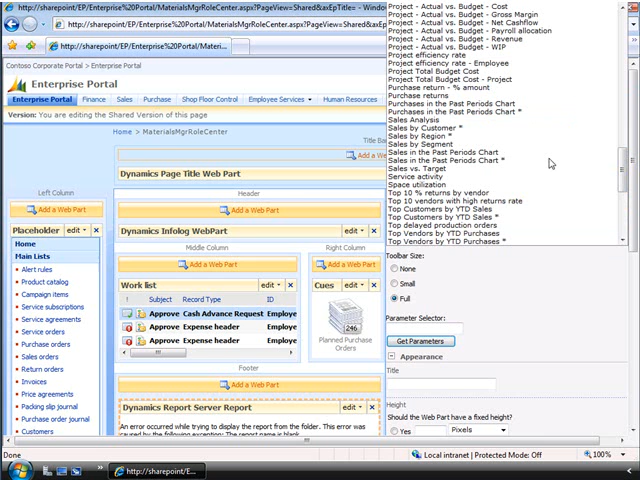 http://sharepoint/EP/Enterprise%20Portal/MaterialsMgrRoleCenter.aspx?PageView=Shared&axEpTitle= - Windo
http://sharepoint/EP/Enterprise%20Portal/MaterialsMgrRoleCenter.aspx?PageView=Shared&axE
http://sharepoint/EP/Enterprise%20Portal/Materi...
Contoso Corporate Portal > Enterprise Portal
Enterprise Portal
Enterprise Portal
Finance
Sales
Purchase
Shop Floor Control
Employee Services
Human Resources
Version: You are editing the Shared Version of this page
Home > MaterialsMgrRoleCenter
Title Ba
Add a We
Dynamics Page Title Web Part
Left Column
Add a Web Part
Placeholder
edit
Home
Main Lists
Alert rules
Product catalog
Campaign items
Service subscriptions
Service agreements
Service orders
Purchase orders
Sales orders
Return orders
Invoices
Price agreements
Packing slip journal
Purchase order journal
Customers
Header
Add a Web Part
Dynamics Infolog WebPart
Middle Column
Add a Web Part
Work list
edit
!
Subject
Record Type
ID
Approve
Cash Advance Request
Employe
Approve
Expense header
Employe
Approve
Expense header
Employe
Right Column
Add a Web Part
Cues
edit
246
Planned Purchase
Orders
Footer
Add a Web Part
Dynamics Report Server Report
edit
An error occurred while trying to display the report from the folder. This error was
caused by the following exception: The report name is blank.
Project - Actual vs. Budget - Cost
Project - Actual vs. Budget - Gross Margin
Project - Actual vs. Budget - Net Cashflow
Project - Actual vs. Budget - Payroll allocation
Project - Actual vs. Budget - Revenue
Project - Actual vs. Budget - WIP
Project efficiency rate
Project efficiency rate - Employee
Project Total Budget Cost
Project Total Budget Cost - Project
Purchase return - % amount
Purchase returns
Purchases in the Past Periods Chart
Purchases in the Past Periods Chart *
Sales Analysis
Sales by Customer *
Sales by Region *
Sales by Segment
Sales in the Past Periods Chart
Sales in the Past Periods Chart *
Sales vs. Target
Service activity
Space utilization
Top 10 % returns by vendor
Top 10 vendors with high returns rate
Top Customers by YTD Sales
Top Customers by YTD Sales *
Top delayed production orders
Top Vendors by YTD Purchases
Top Vendors by YTD Purchases *
Toolbar Size:
None
Small
Full
Parameter Selector:
Get Parameters
Appearance
Title
Height
Should the Web Part have a fixed height?
Yes
Pixels
Done
Local intranet | Protected Mode: Off
100%
http://sharepoint/E...